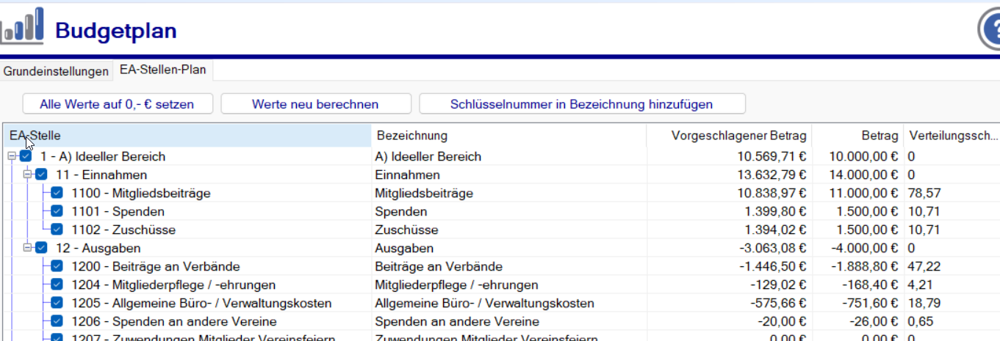 Budgetplan
?
Grundeinstellungen EA-Stellen-Plan
Alle Werte auf 0,- € setzen Werte neu berechnen Schlüsselnummer in Bezeichnung hinzufügen
EA-Stelle Bezeichnung Vorgeschlagener Betrag Betrag Verteilungssch...
1 - A) Ideeller Bereich A) Ideeller Bereich 10.569,71 € 10.000,00 € 0
11 - Einnahmen Einnahmen 13.632,79 € 14.000,00 € 0
1100 - Mitgliedsbeiträge Mitgliedsbeiträge 10.838,97 € 11.000,00 € 78,57
1101 - Spenden Spenden 1.399,80 € 1.500,00 € 10,71
1102 - Zuschüsse Zuschüsse 1.394,02 € 1.500,00 € 10,71
12 - Ausgaben Ausgaben -3.063,08 € -4.000,00 € 0
1200 - Beiträge an Verbände Beiträge an Verbände -1.446,50 € -1.888,80 € 47,22
1204 - Mitgliederpflege / -ehrungen Mitgliederpflege / -ehrungen -129,02 € -168,40 € 4,21
1205 - Allgemeine Büro- / Verwaltungskosten Allgemeine Büro- / Verwaltungskosten -575,66 € -751,60 € 18,79
1206 - Spenden an andere Vereine Spenden an andere Vereine -20,00 € -26,00 € 0,65
1207 - Zuwendungen Mitglieder Vereinsfeiern Zuwendungen Mitglieder Vereinsfeiern 0,00 € 0,00 € 0